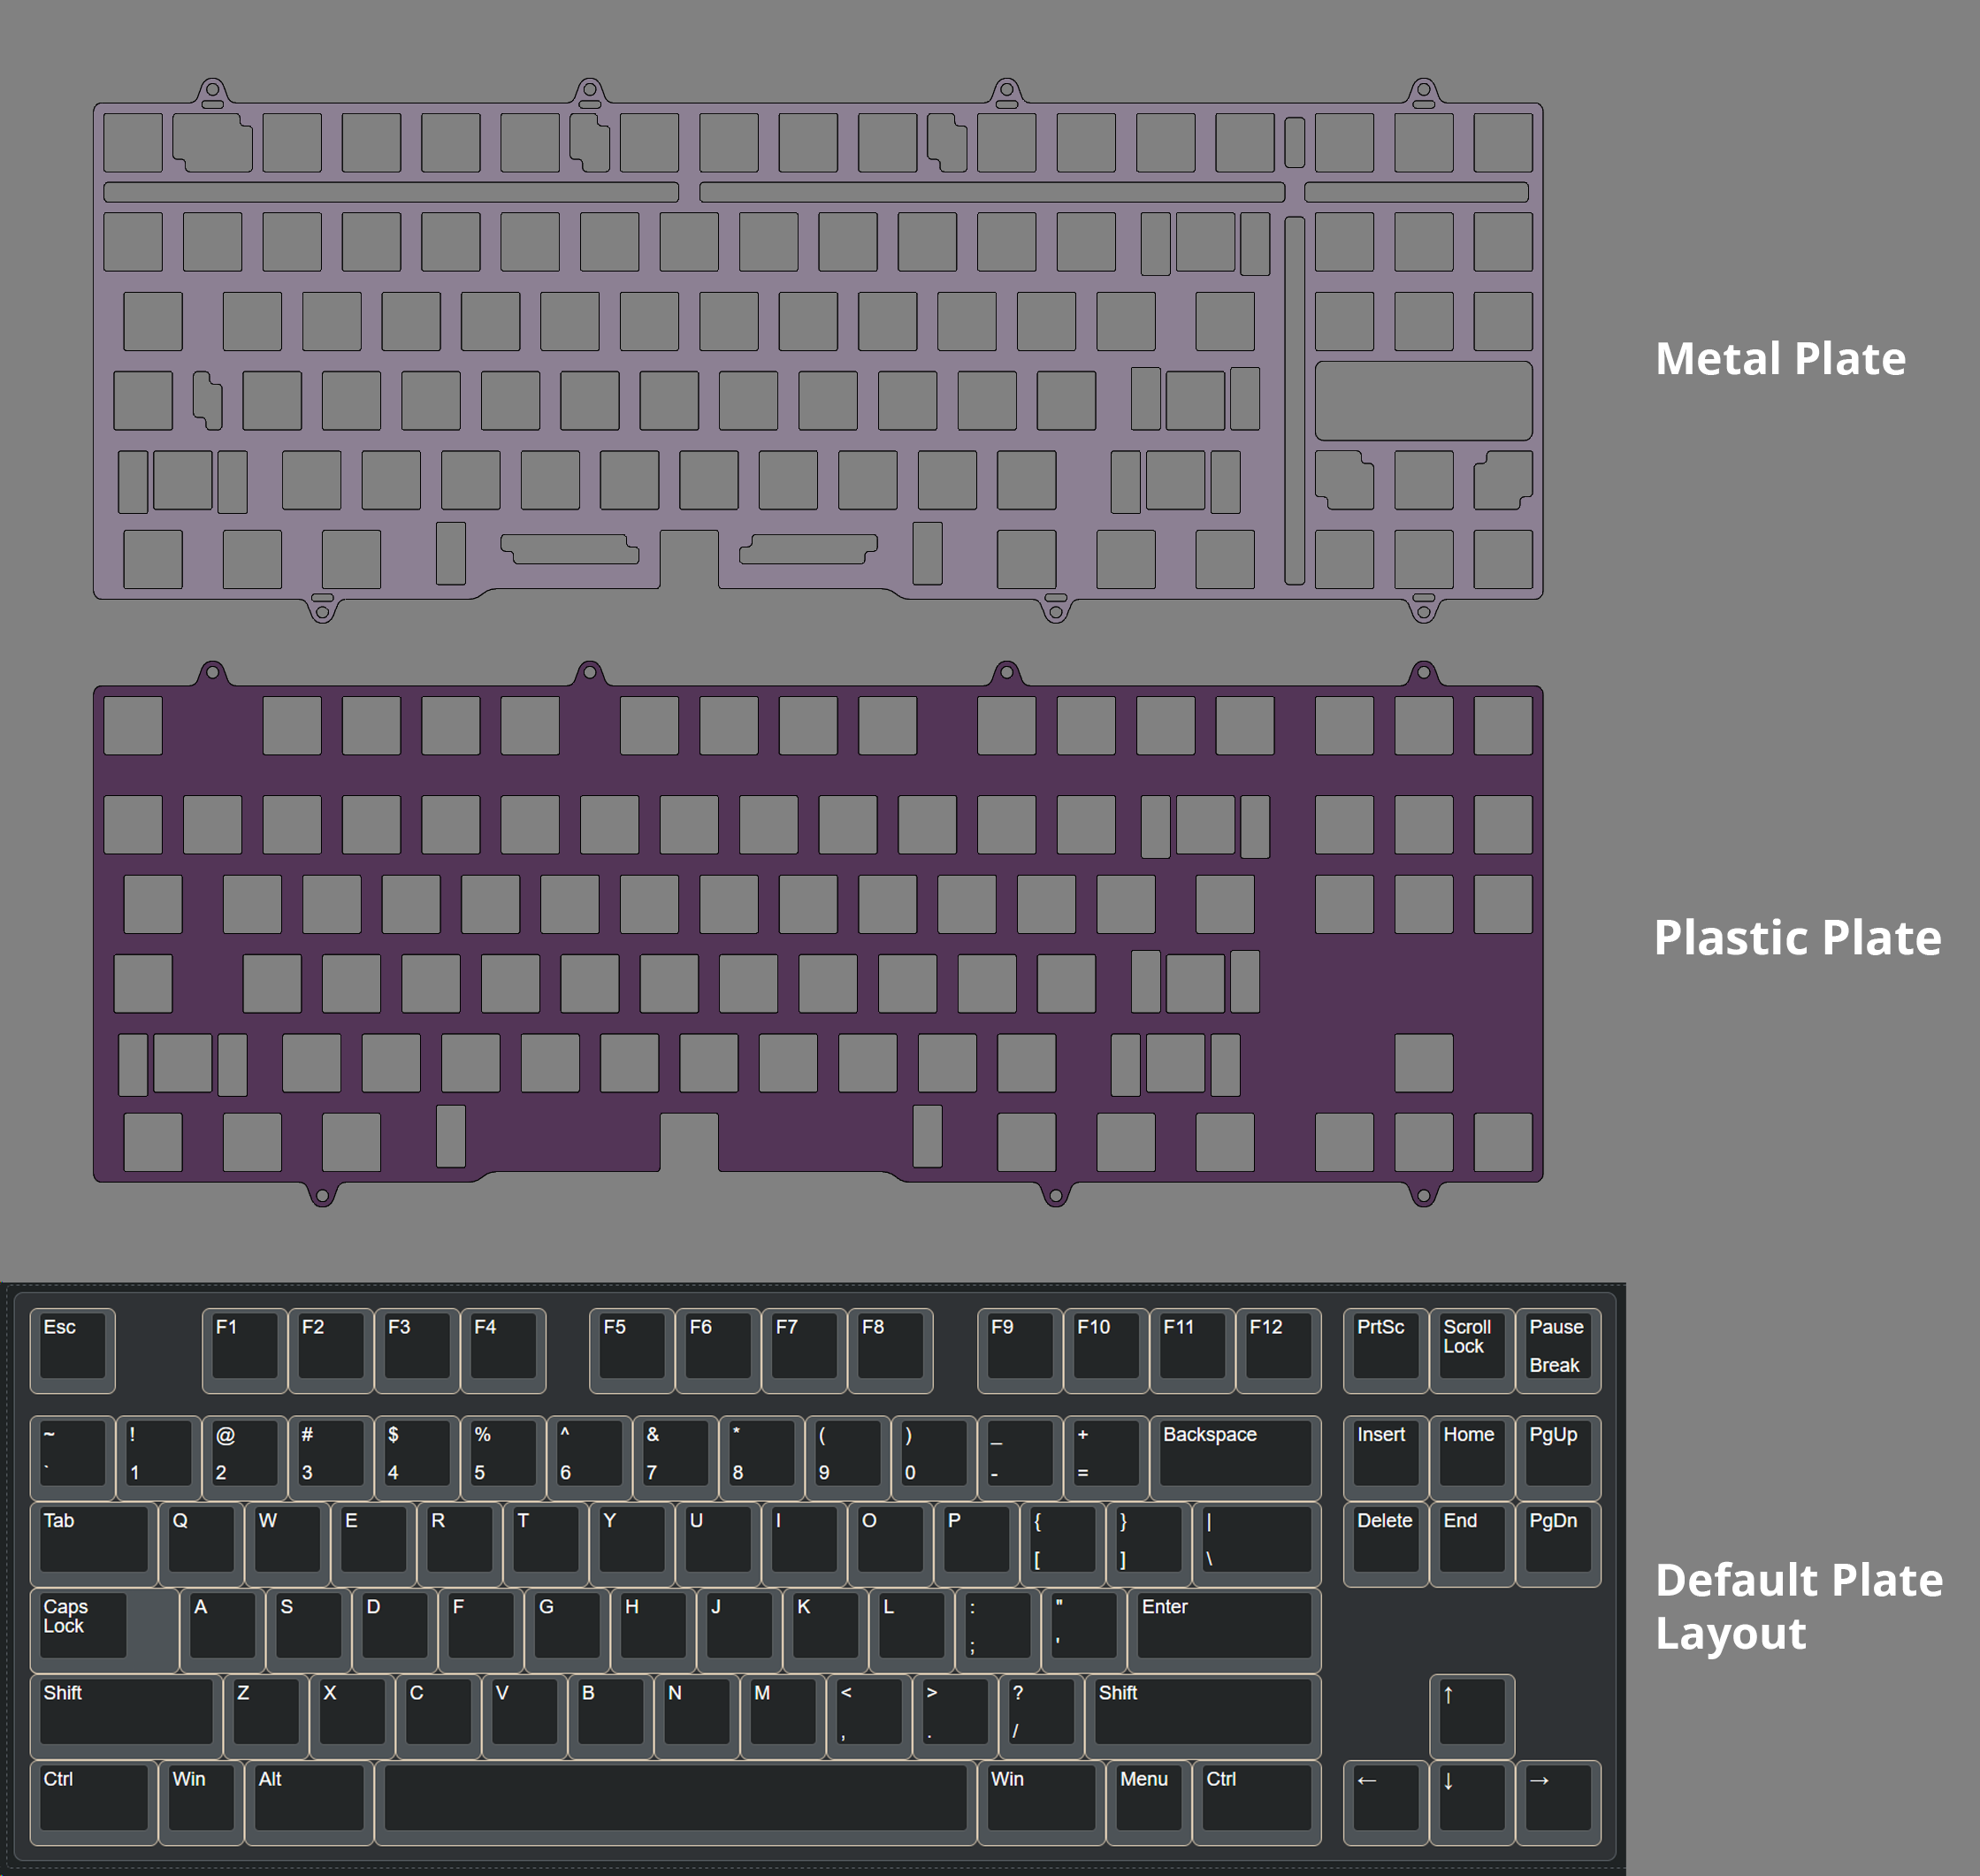 Metal Plate
Plastic Plate
Default Plate
Layout
Esc F1 F2 F3 F4 F5 F6 F7 F8 F9 F10 F11 F12 PrtSc Scroll Pause
Lock
Break
~ ! @ # $ % ^ & * ( ) _ + Backspace Insert Home PgUp
` 1 2 3 4 5 6 7 8 9 0 - =
Tab Q W E R T Y U I O P { } | Delete End PgDn
[ ] \
Caps A S D F G H J K L : " Enter
Lock
; '
Shift Z X C V B N M < > ? Shift ↑
, . /
Ctrl Win Alt Win Menu Ctrl ← ↓ →